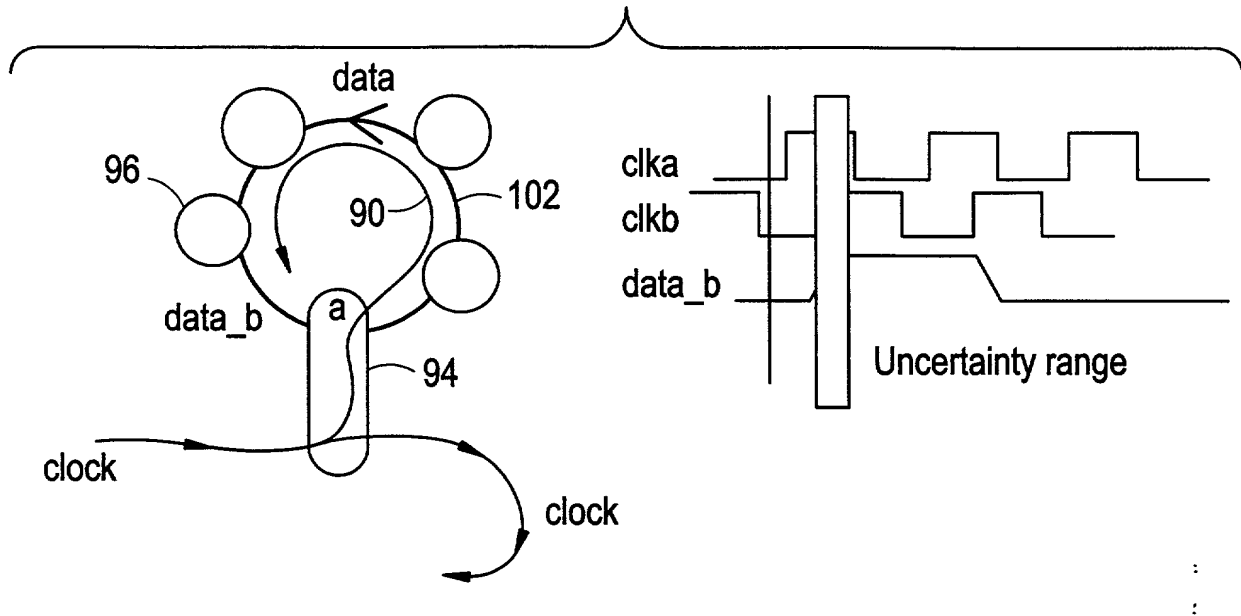 data
96
90
102
data_b
a
94
clock
clock
clka
clkb
data_b
Uncertainty range